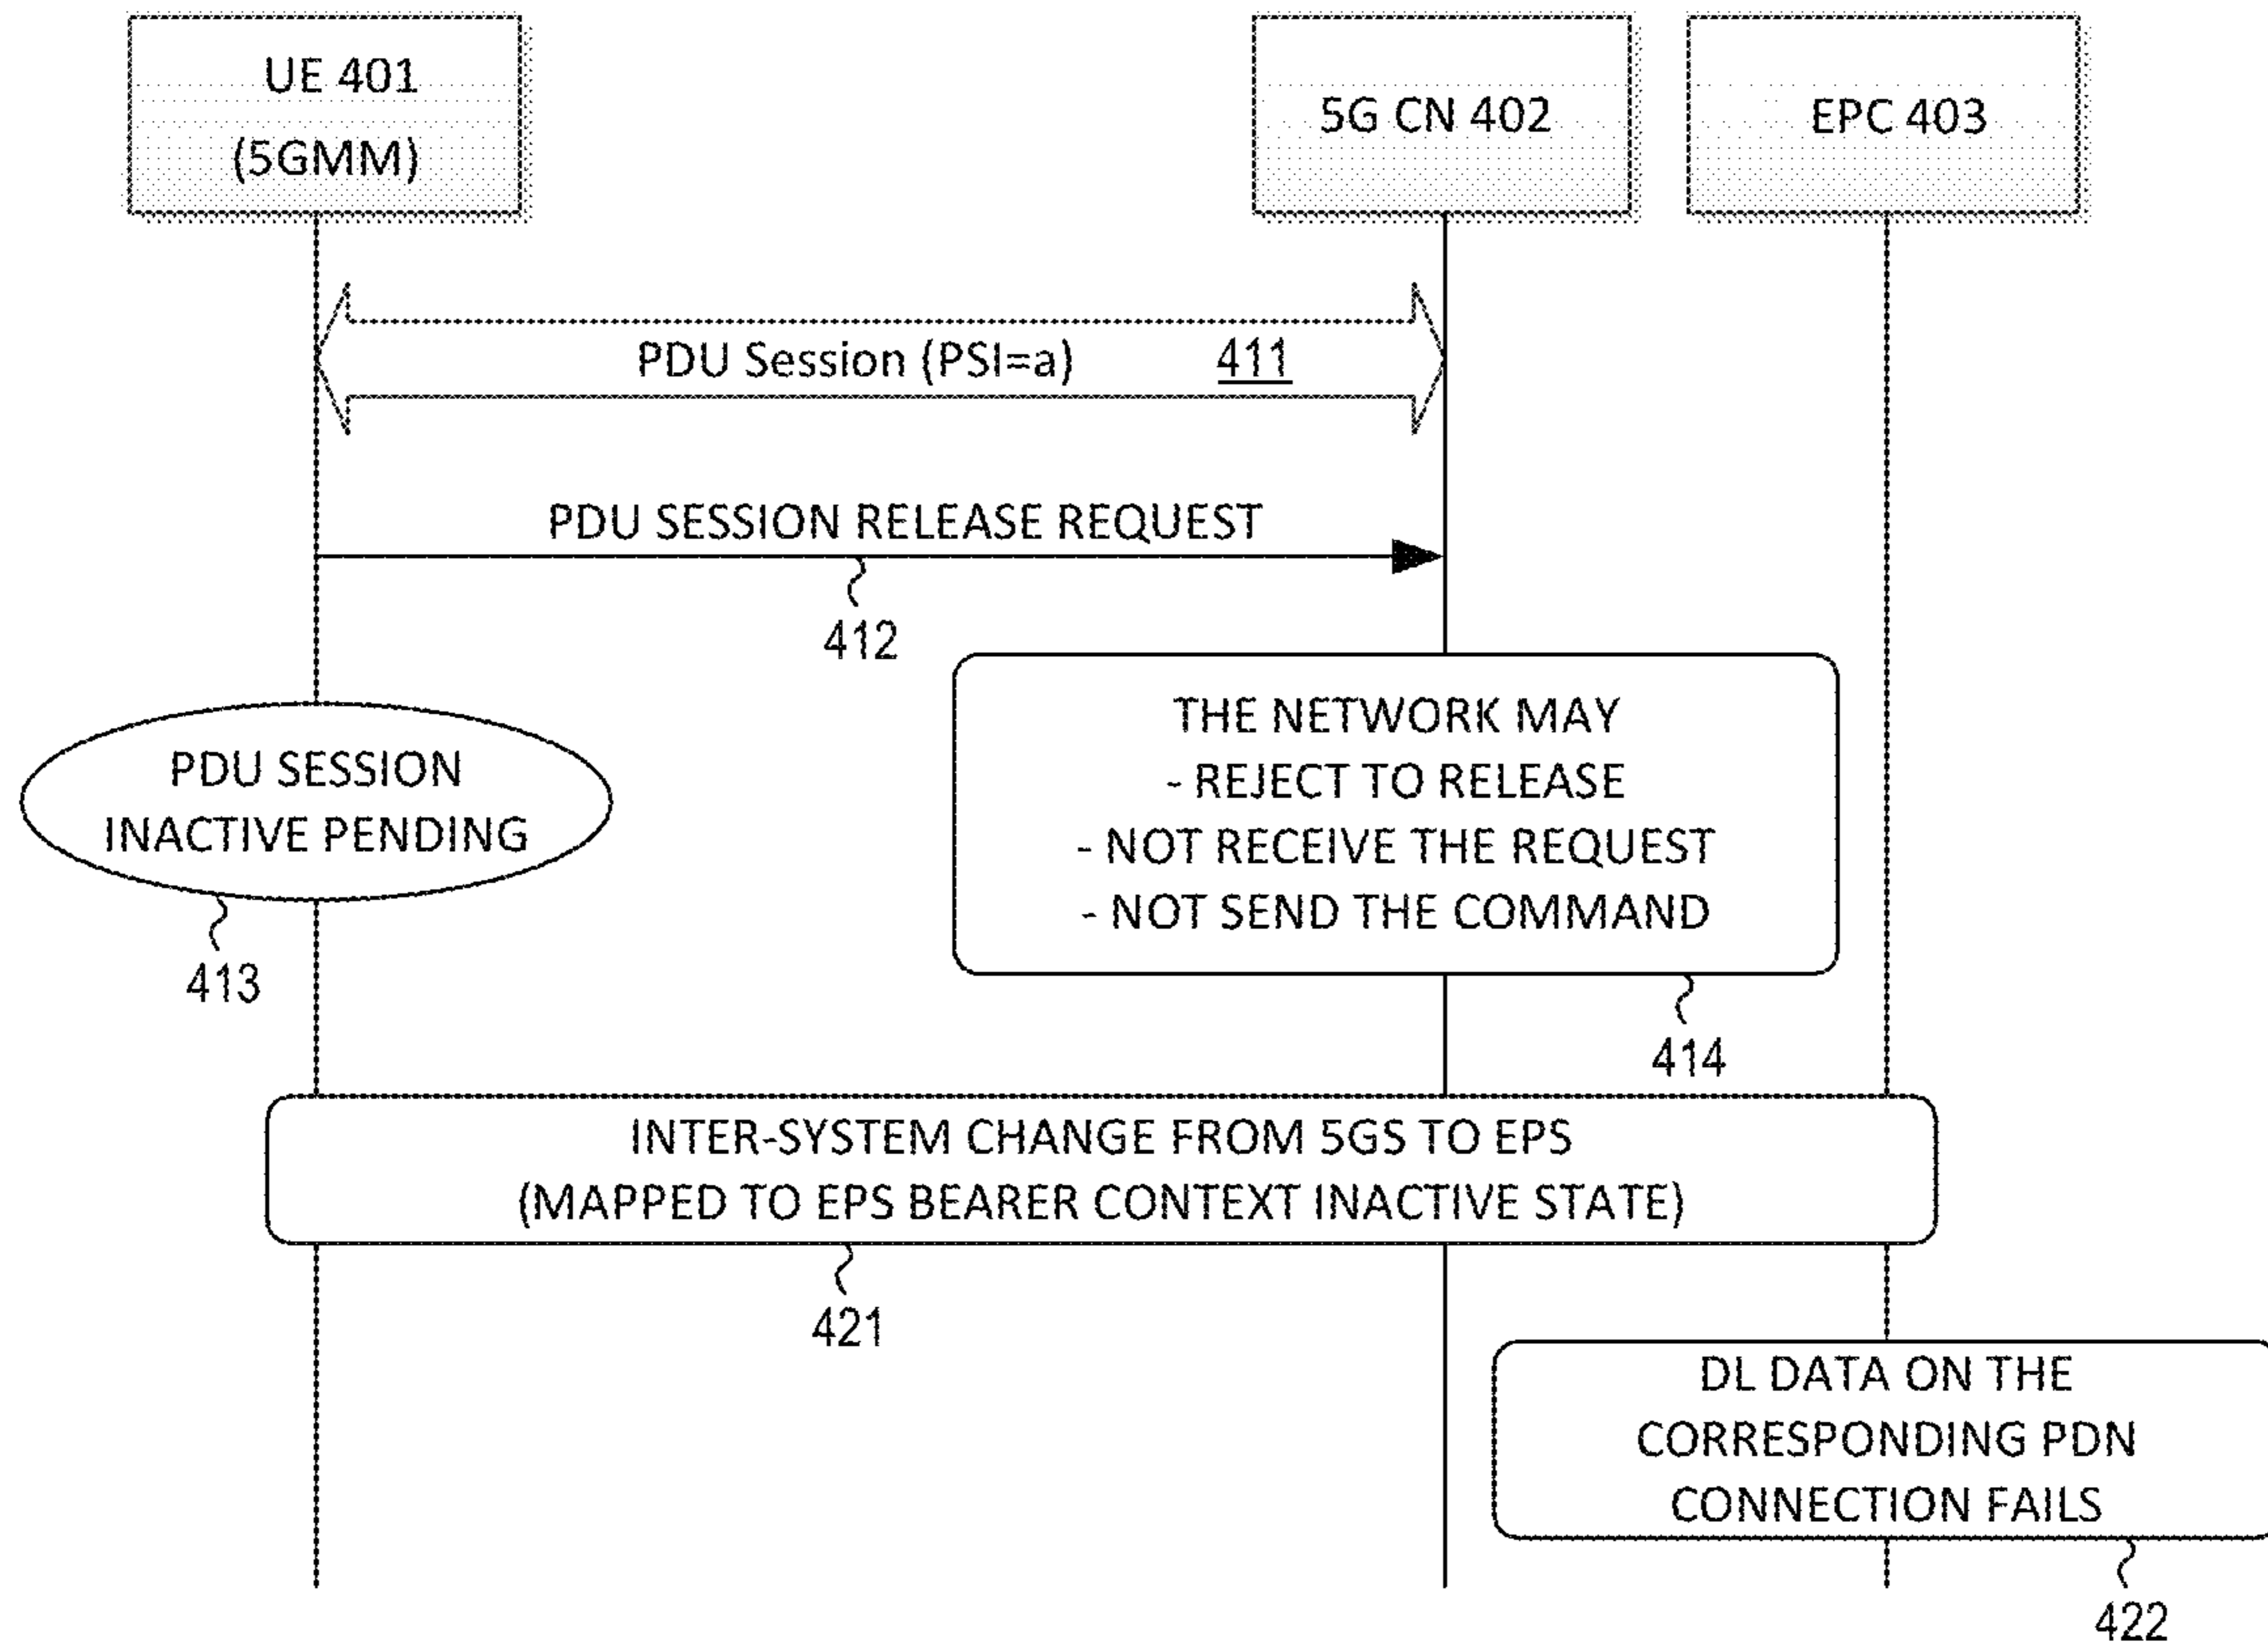 UE 401
(5GMM)
5G CN 402
EPC 403
PDU Session (PSI=a) 411
PDU SESSION RELEASE REQUEST
412
PDU SESSION
INACTIVE PENDING
413
THE NETWORK MAY
- REJECT TO RELEASE
- NOT RECEIVE THE REQUEST
- NOT SEND THE COMMAND
414
INTER-SYSTEM CHANGE FROM 5GS TO EPS
(MAPPED TO EPS BEARER CONTEXT INACTIVE STATE)
421
DL DATA ON THE
CORRESPONDING PDN
CONNECTION FAILS
422